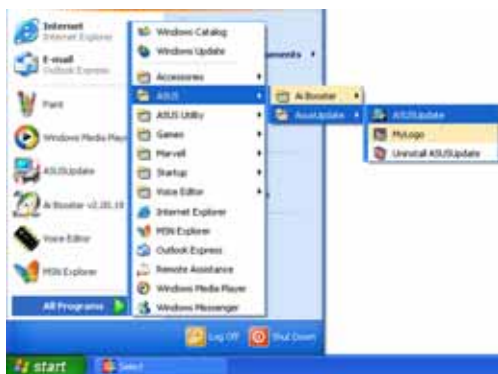 Internet
Internet Explorer
E-mail
Outlook Express
Paint
Windows Media Player
ASUSUpdate
Ai Booster v2.00.19
Voice Editor
MSN Explorer
All Programs
Windows Catalog
Windows Update
Accessories
ASUS
ASUS Utility
Games
Marvell
Startup
Voice Editor
Internet Explorer
MSN Explorer
Outlook Express
Remote Assistance
Windows Media Player
Windows Messenger
uments
Ai Booster
AsusUpdate
ASUSUpdate
MyLogo
Uninstall ASUSUpdate
Log Off
Shut Down
start